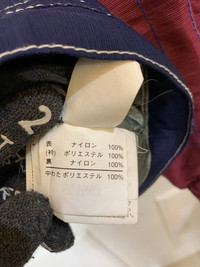 表 ナイロン 100%
(衿) ポリエステル 100%
裏 ナイロン 100%
中わた ポリエステル 100%
2